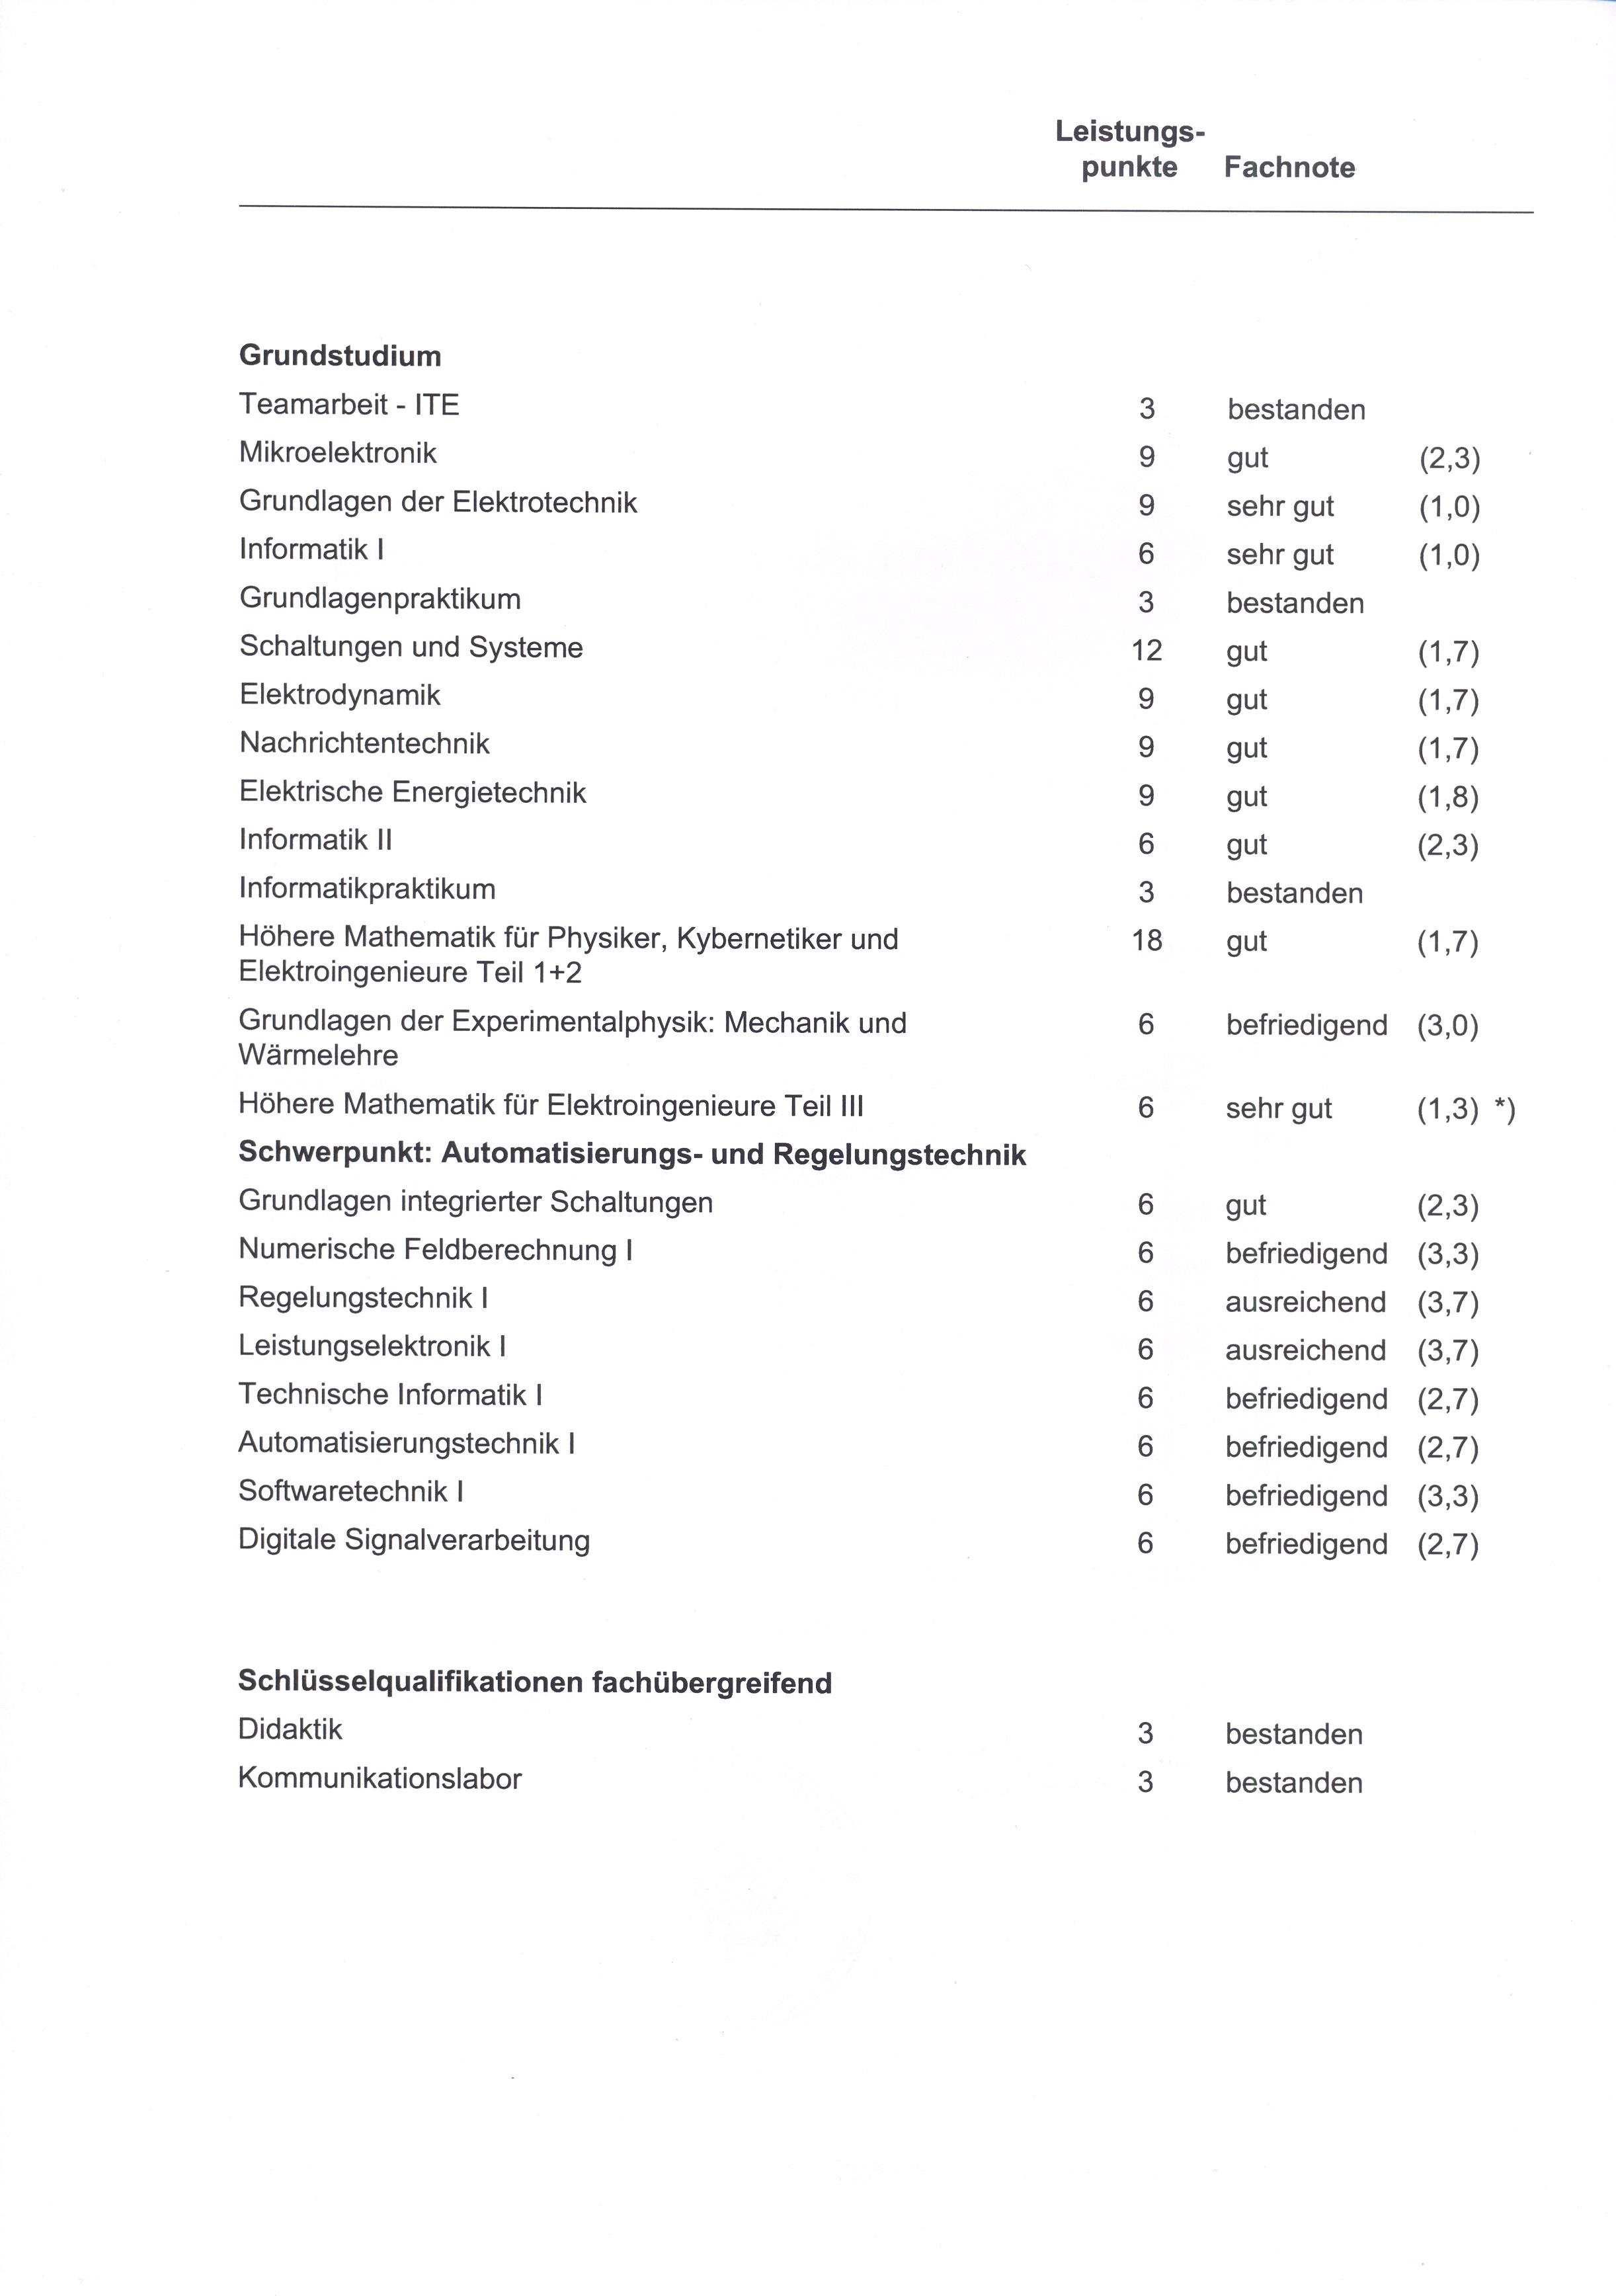 Leistungs-
punkte Fachnote
Grundstudium
Teamarbeit - ITE 3 bestanden
Mikroelektronik 9 gut (2,3)
Grundlagen der Elektrotechnik 9 sehr gut (1,0)
Informatik I 6 sehr gut (1,0)
Grundlagenpraktikum 3 bestanden
Schaltungen und Systeme 12 gut (1,7)
Elektrodynamik 9 gut (1,7)
Nachrichtentechnik 9 gut (1,7)
Elektrische Energietechnik 9 gut (1,8)
Informatik II 6 gut (2,3)
Informatikpraktikum 3 bestanden
Höhere Mathematik für Physiker, Kybernetiker und 18 gut (1,7)
Elektroingenieure Teil 1+2
Grundlagen der Experimentalphysik: Mechanik und 6 befriedigend (3,0)
Wärmelehre
Höhere Mathematik für Elektroingenieure Teil III 6 sehr gut (1,3) *)
Schwerpunkt: Automatisierungs- und Regelungstechnik
Grundlagen integrierter Schaltungen 6 gut (2,3)
Numerische Feldberechnung I 6 befriedigend (3,3)
Regelungstechnik I 6 ausreichend (3,7)
Leistungselektronik I 6 ausreichend (3,7)
Technische Informatik I 6 befriedigend (2,7)
Automatisierungstechnik I 6 befriedigend (2,7)
Softwaretechnik I 6 befriedigend (3,3)
Digitale Signalverarbeitung 6 befriedigend (2,7)
Schlüsselqualifikationen fachübergreifend
Didaktik 3 bestanden
Kommunikationslabor 3 bestanden